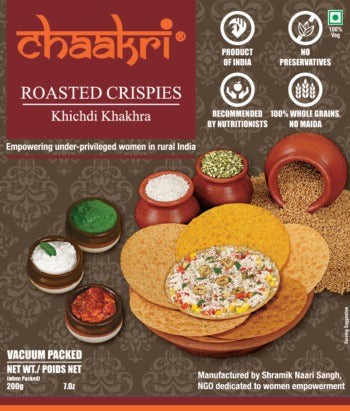 chaakri®
ROASTED CRISPIES
Khichdi Khakhra
Empowering under-privileged women in rural India
PRODUCT
OF INDIA
NO
PRESERVATIVES
100%
Veg
RECOMMENDED
BY NUTRITIONISTS
100% WHOLE GRAINS,
NO MAIDA
Serving Suggestion
VACUUM PACKED
NET WT./ POIDS NET
(when Packed)
200g 7.0z
Manufactured by Shramik Naari Sangh,
NGO dedicated to women empowerment